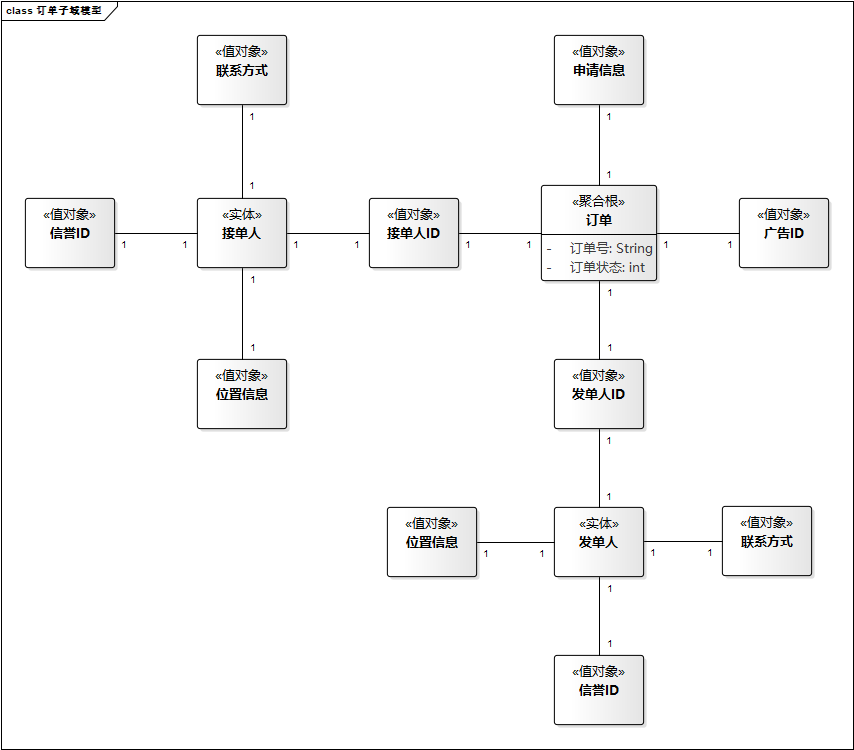 class 订单子域模型
«值对象»
联系方式
«值对象»
申请信息
1
1
1
1
«值对象»
信誉ID
«实体»
接单人
«值对象»
接单人ID
«聚合根»
订单
- 订单号: String
- 订单状态: int
«值对象»
广告ID
1
1
1
1
1
1
1
1
1
1
1
1
«值对象»
位置信息
«值对象»
发单人ID
1
1
«值对象»
位置信息
«实体»
发单人
«值对象»
联系方式
1
1
1
1
1
1
«值对象»
信誉ID